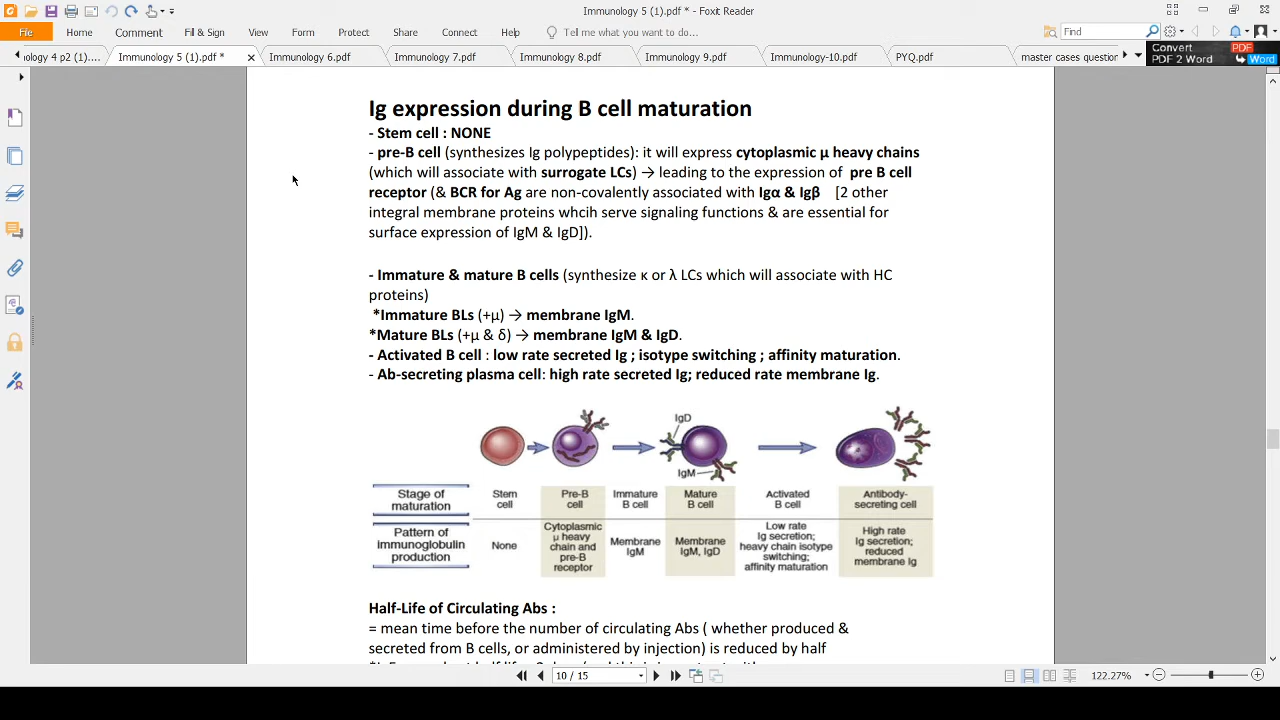 Immunology 5 (1).pdf * - Foxt Reader
File Home Comment View Form Protect Share Connect Help Fill & Sign Tell me what you want to do... Find
ology 4 p2 (1).... Immunology 5 (1).pdf * Immunology 6.pdf Immunology 7.pdf Immunology 8.pdf Immunology 9.pdf Immunology-10.pdf PYQ.pdf master cases question
Convert PDF
PDF 2 Word Word
Ig expression during B cell maturation
- Stem cell : NONE
- pre-B cell (synthesizes Ig polypeptides): it will express cytoplasmic μ heavy chains
(which will associate with surrogate LCs) → leading to the expression of pre B cell
receptor (& BCR for Ag are non-covalently associated with Igα & Igβ [2 other
integral membrane proteins whcih serve signaling functions & are essential for
surface expression of IgM & IgD]).
- Immature & mature B cells (synthesize κ or λ LCs which will associate with HC
proteins)
*Immature BLs (+μ) → membrane IgM.
*Mature BLs (+μ & δ) → membrane IgM & IgD.
- Activated B cell : low rate secreted Ig ; isotype switching ; affinity maturation.
- Ab-secreting plasma cell: high rate secreted Ig; reduced rate membrane Ig.
IgD
IgM
Stage of maturation
Stem cell
Pre-B cell
Immature B cell
Mature B cell
Activated B cell
Antibody-secreting cell
Pattern of immunoglobulin production
None
Cytoplasmic μ heavy chain and pre-B receptor
Membrane IgM
Membrane IgM, IgD
Low rate Ig secretion; heavy chain isotype switching; affinity maturation
High rate Ig secretion; reduced membrane Ig
Half-Life of Circulating Abs :
= mean time before the number of circulating Abs ( whether produced &
secreted from B cells, or administered by injection) is reduced by half
10 / 15
122.27%